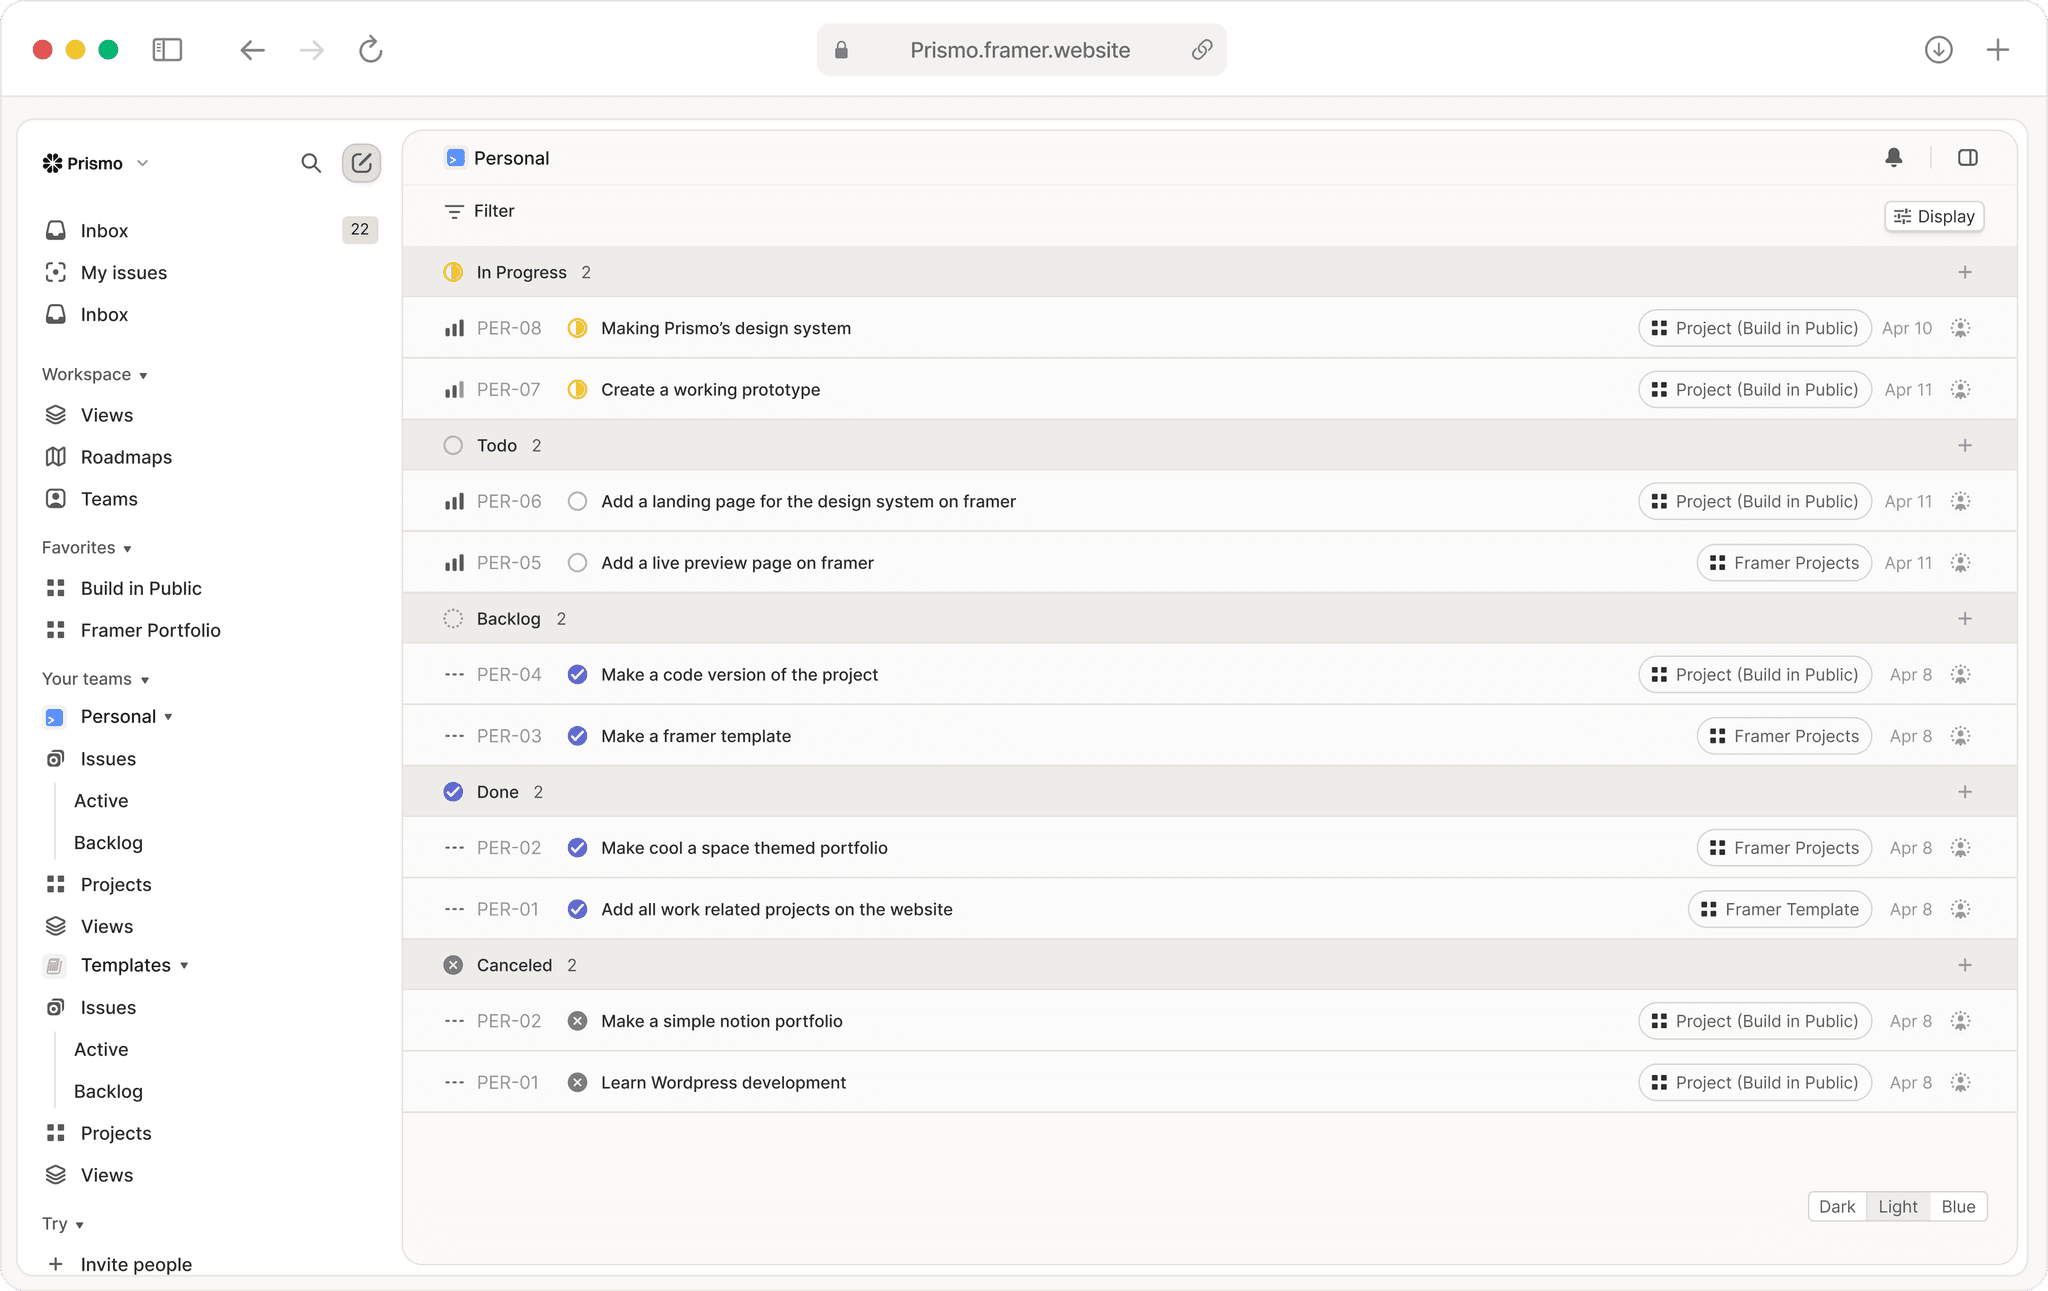 Prismo.framer.website
Prismo
Inbox 22
My issues
Inbox
Workspace
Views
Roadmaps
Teams
Favorites
Build in Public
Framer Portfolio
Your teams
Personal
Issues
Active
Backlog
Projects
Views
Templates
Issues
Active
Backlog
Projects
Views
Try
Invite people
Personal
Filter
Display
In Progress 2
PER-08 Making Prismo’s design system Project (Build in Public) Apr 10
PER-07 Create a working prototype Project (Build in Public) Apr 11
Todo 2
PER-06 Add a landing page for the design system on framer Project (Build in Public) Apr 11
PER-05 Add a live preview page on framer Framer Projects Apr 11
Backlog 2
PER-04 Make a code version of the project Project (Build in Public) Apr 8
PER-03 Make a framer template Framer Projects Apr 8
Done 2
PER-02 Make cool a space themed portfolio Framer Projects Apr 8
PER-01 Add all work related projects on the website Framer Template Apr 8
Canceled 2
PER-02 Make a simple notion portfolio Project (Build in Public) Apr 8
PER-01 Learn Wordpress development Project (Build in Public) Apr 8
Dark Light Blue